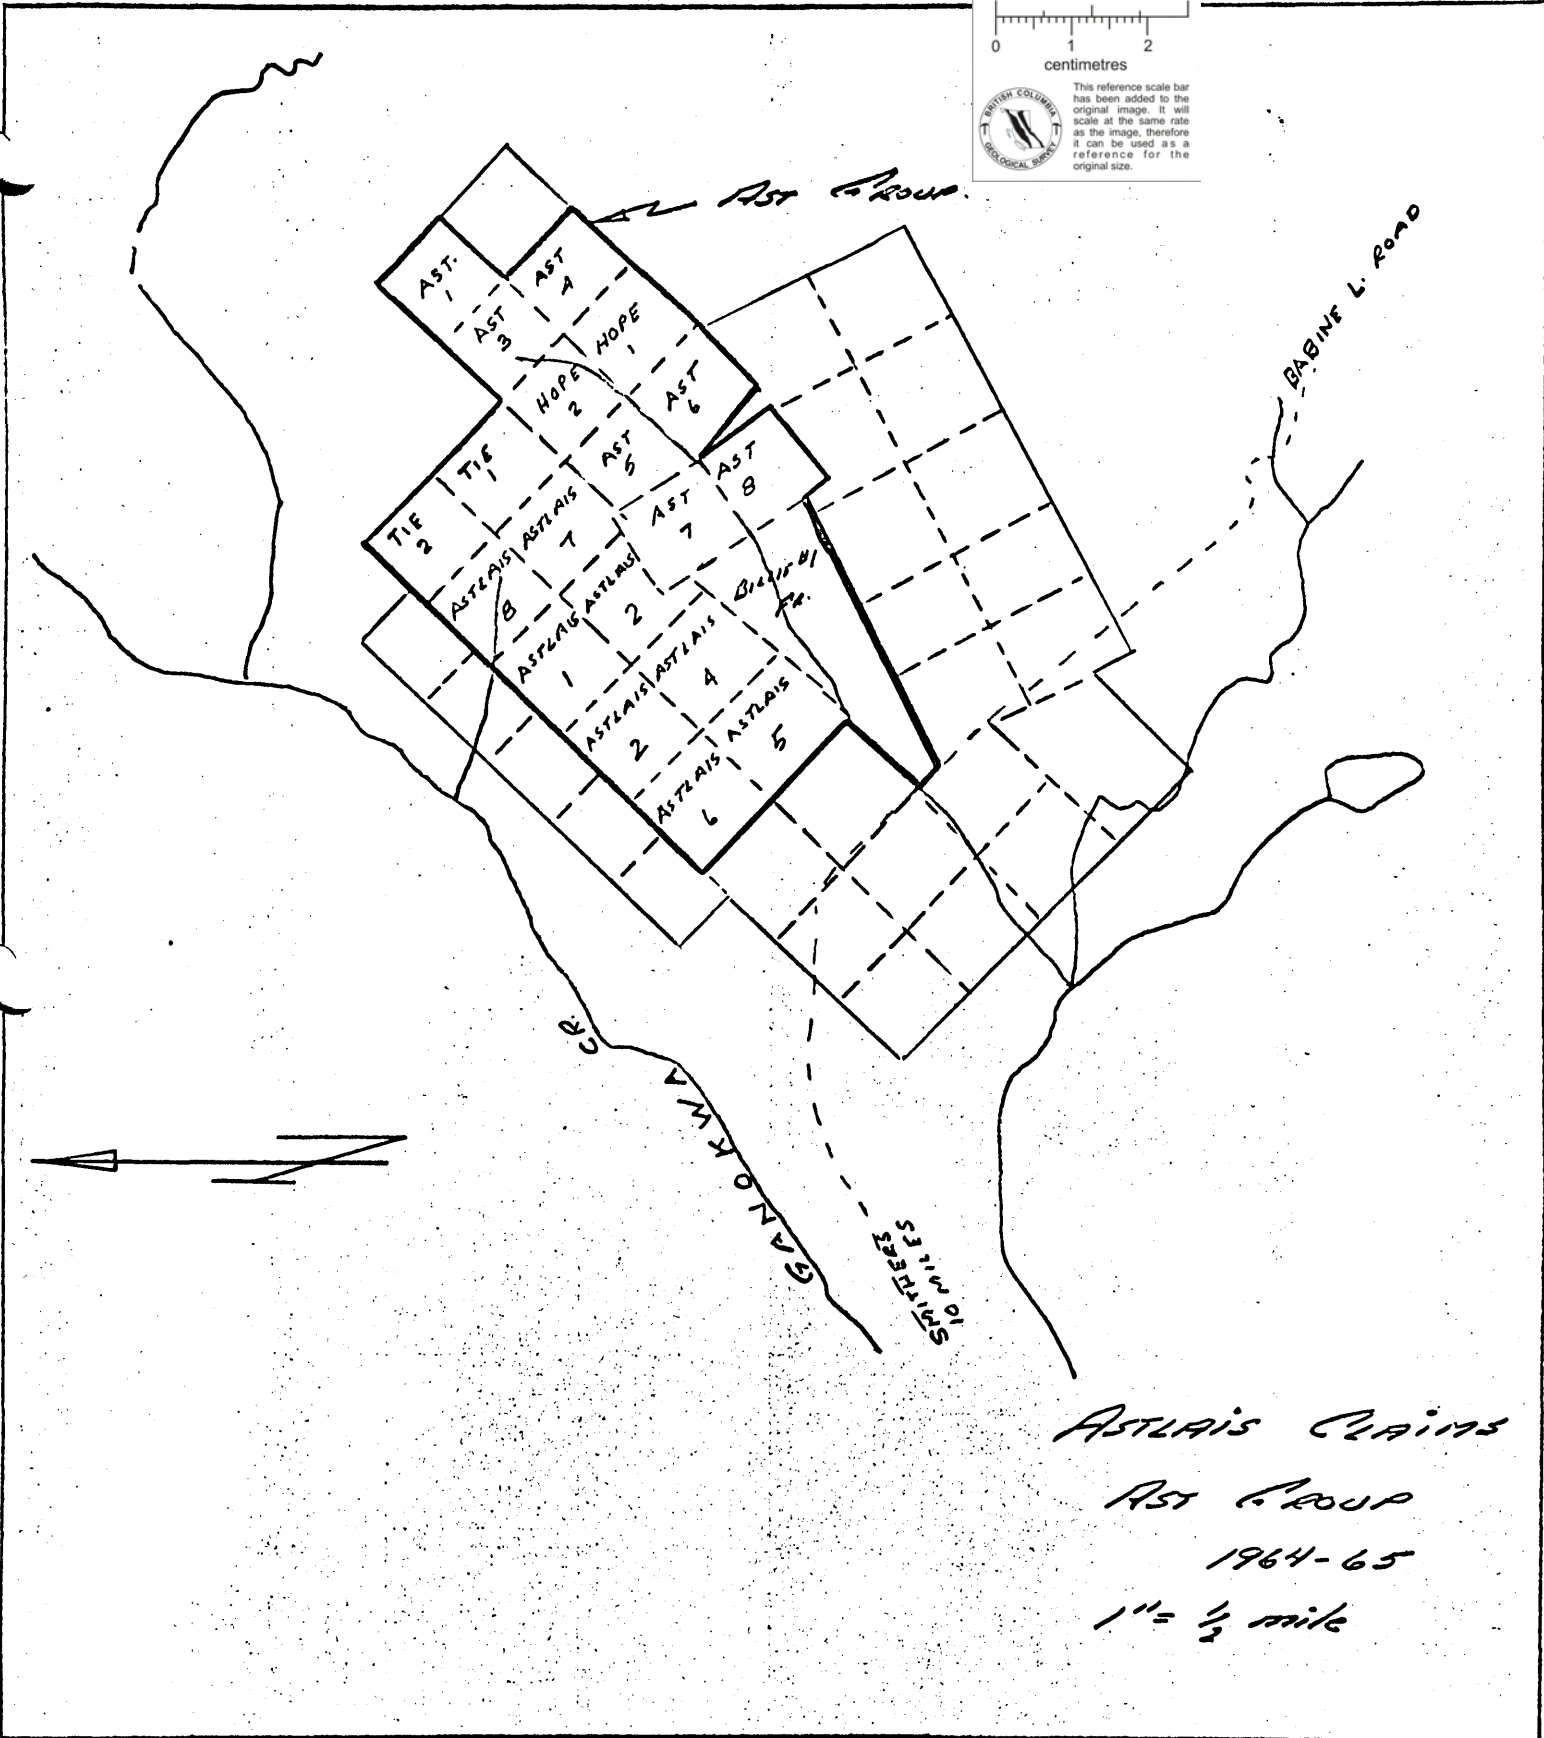 0 1 2
centimetres
BRITISH COLUMBIA
GEOLOGICAL SURVEY
This reference scale bar
has been added to the
original image. It will
scale at the same rate
as the image, therefore
it can be used as a
reference for the
original size.
AST GROUP.
BABINE L. ROAD
AST.
1
AST
4
AST
3
HOPE
1
HOPE
2
AST
6
TIE
1
AST
5
AST
8
TIE
2
ASTLAIS
7
AST
7
ASTLAIS
8
ASTLAIS
2
#1
FR.
ASTLAIS
1
ASTLAIS
4
ASTLAIS
2
ASTLAIS
5
ASTLAIS
6
GANOKWA CR.
SMITHERS
10 MILES
ASTLAIS CLAIMS
AST GROUP
1964-65
1"= 1/2 mile